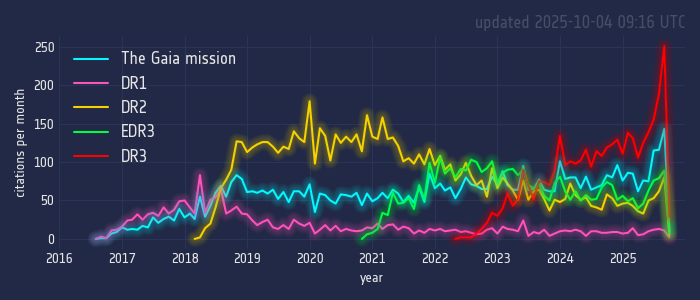 updated 2025-10-04 09:16 UTC
citations per month
250
200
150
100
50
0
The Gaia mission
DR1
DR2
EDR3
DR3
2016 2017 2018 2019 2020 2021 2022 2023 2024 2025
year